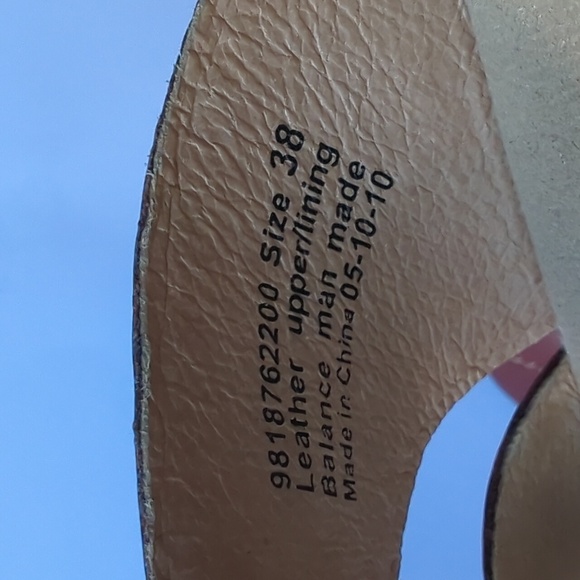 9818762200 Size 38
Leather upper/lining
Balance man made
Made in China 05-10-10